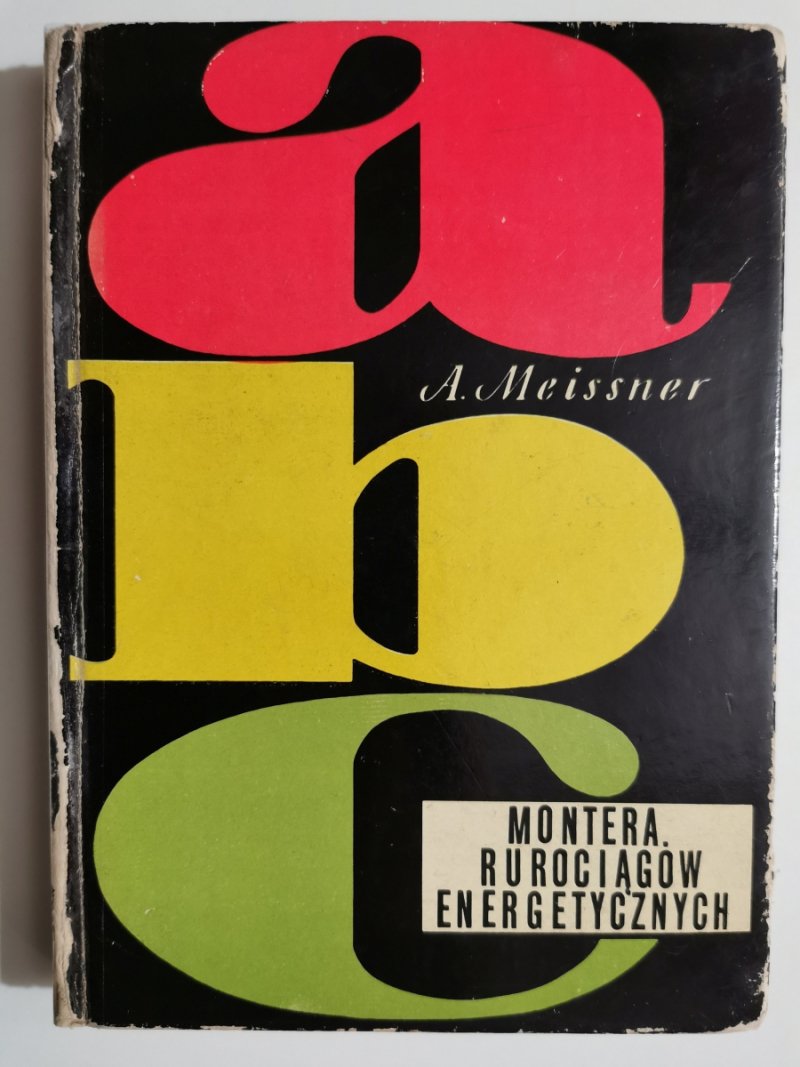 a
A. Meissner
b
c
MONTERA.
RUROCIĄGÓW
ENERGETYCZNYCH